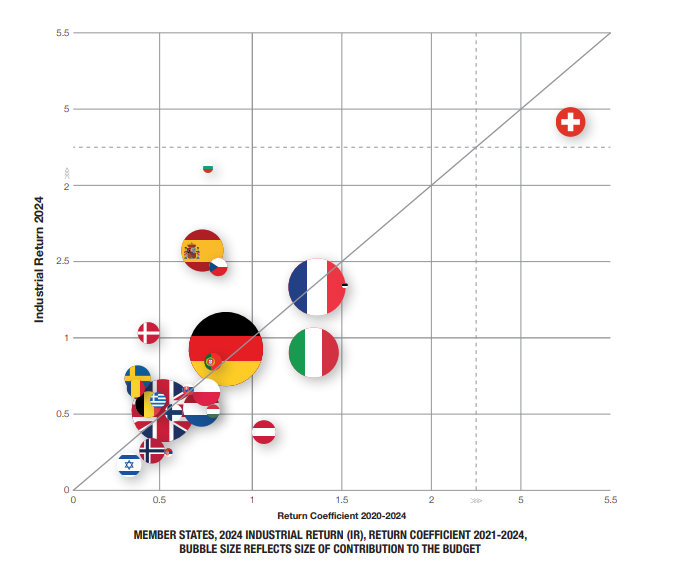 5.5
5
2
2.5
1
0.5
0
Industrial Return 2024
0 0.5 1 1.5 2 5 5.5
Return Coefficient 2020-2024
MEMBER STATES, 2024 INDUSTRIAL RETURN (IR), RETURN COEFFICIENT 2021-2024,
BUBBLE SIZE REFLECTS SIZE OF CONTRIBUTION TO THE BUDGET